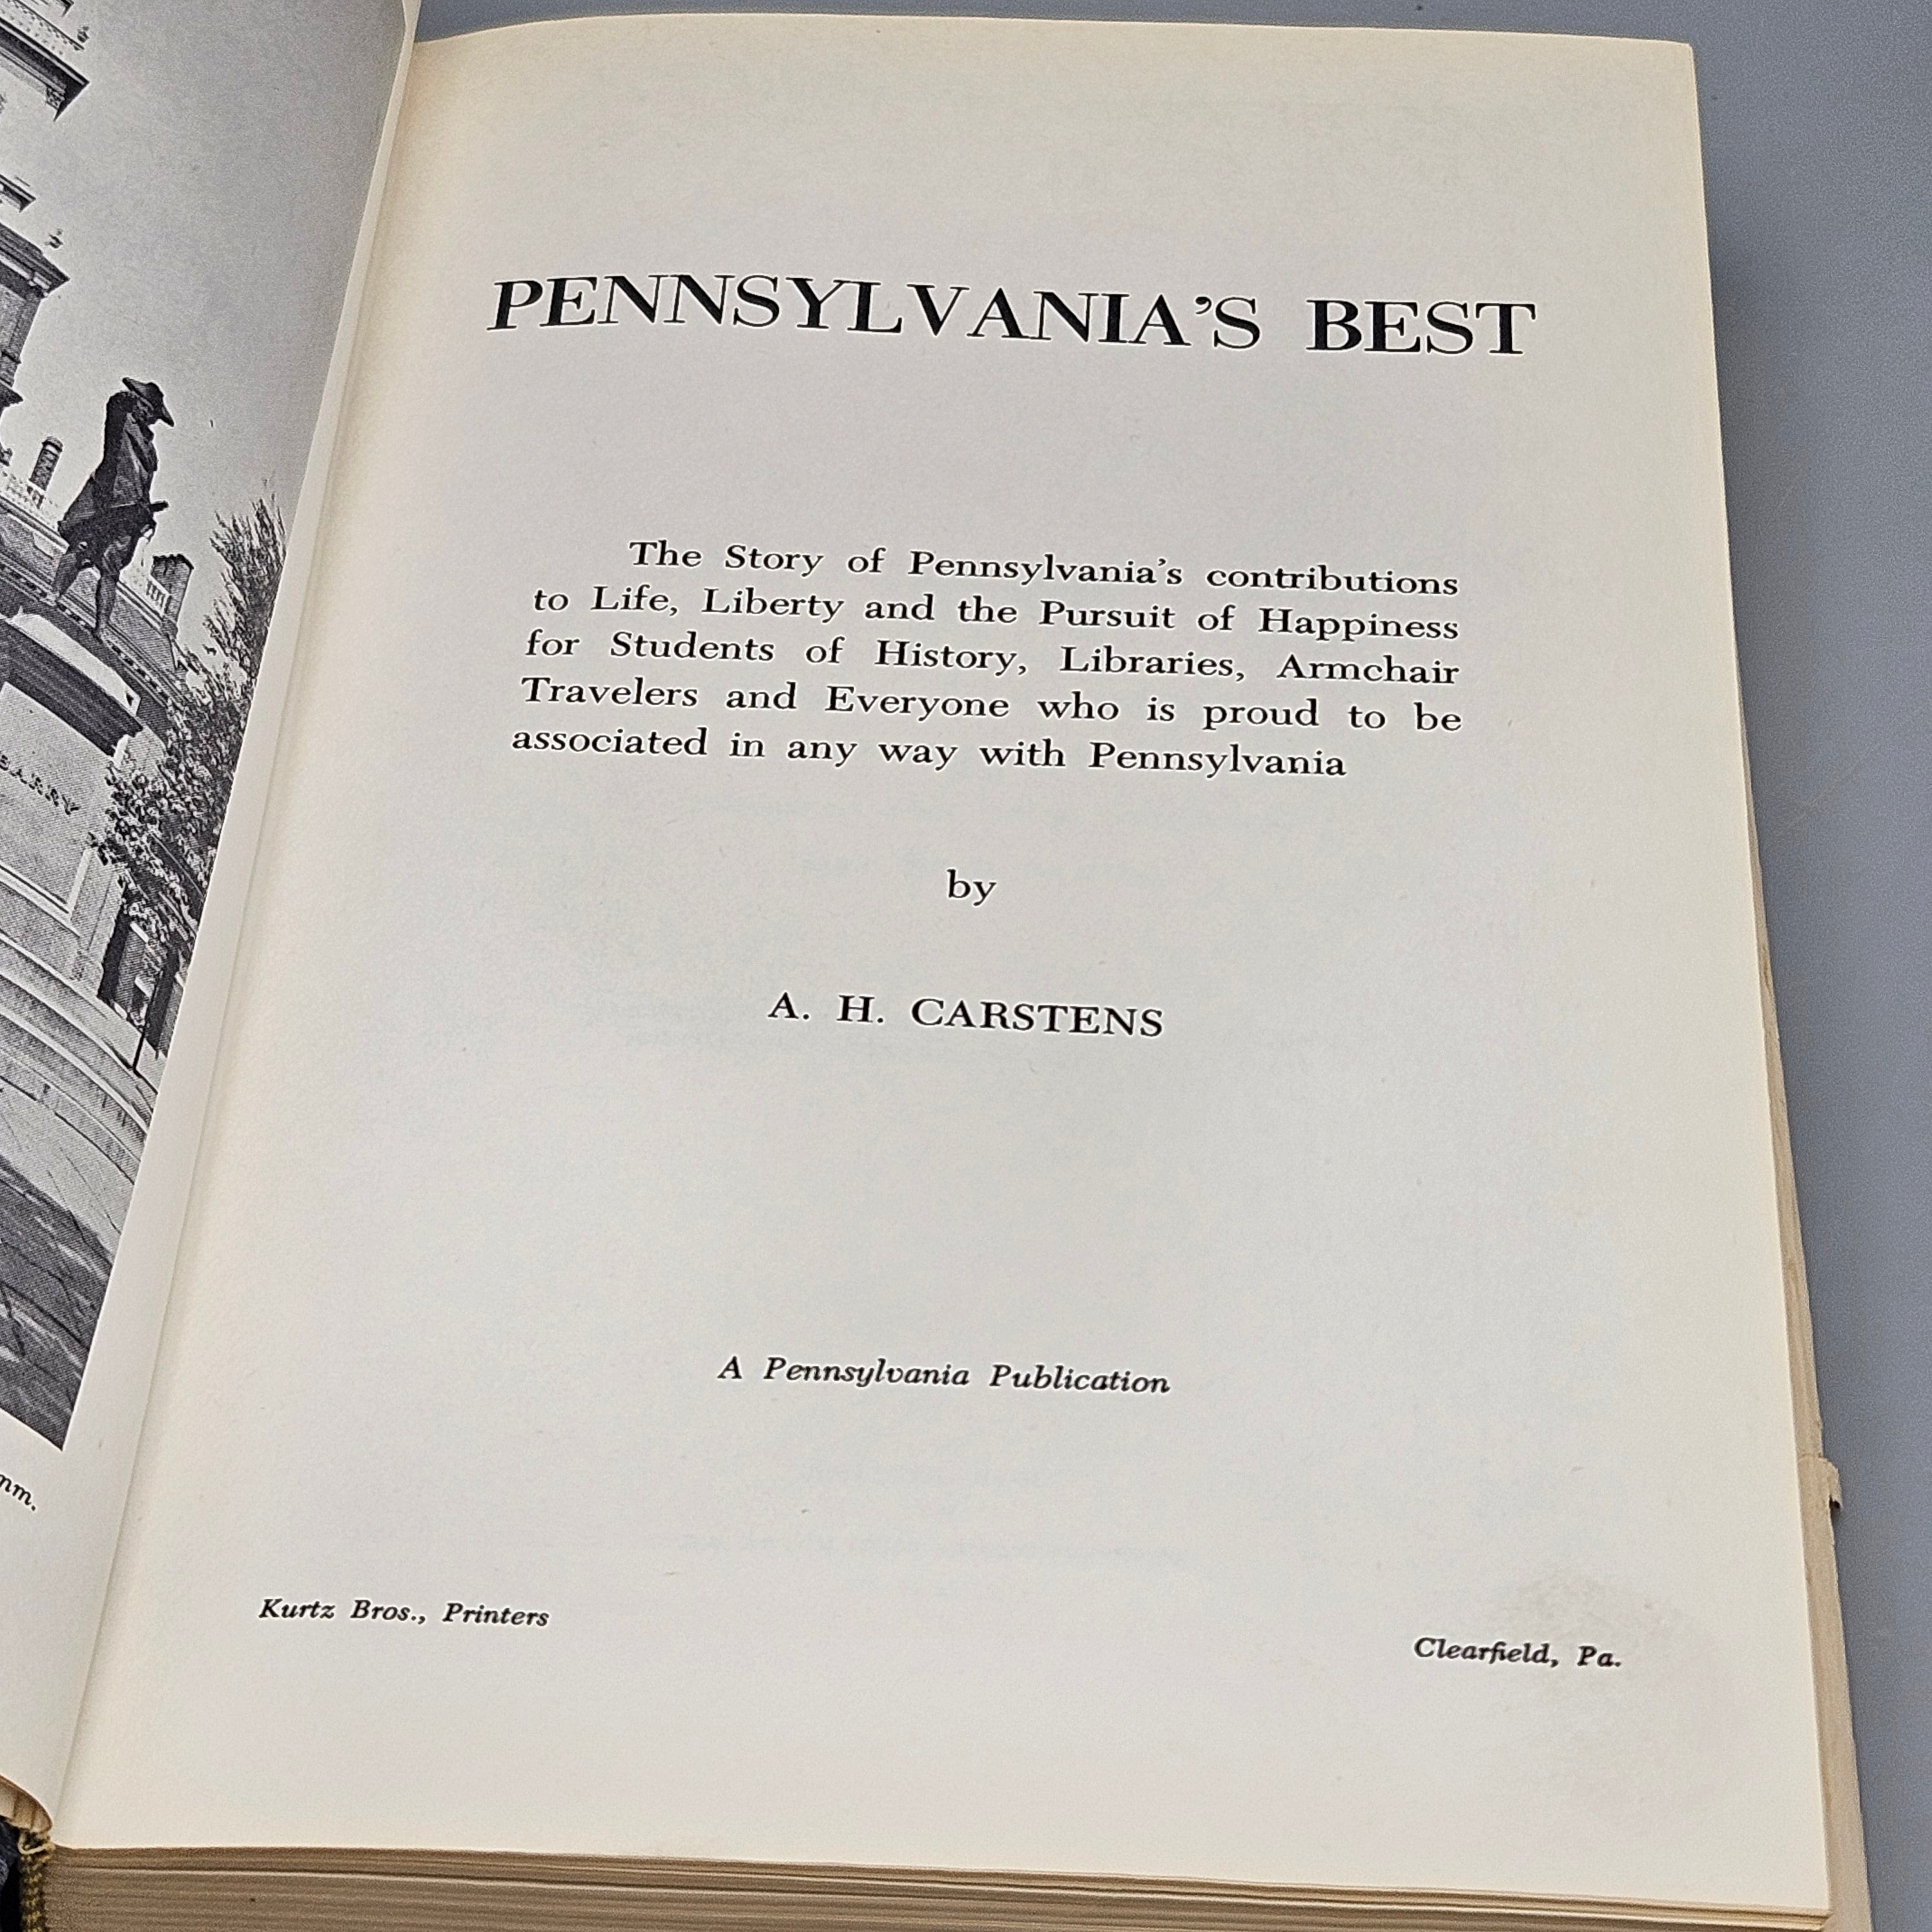 BARRY
PENNSYLVANIA'S BEST
The Story of Pennsylvania's contributions
to Life, Liberty and the Pursuit of Happiness
for Students of History, Libraries, Armchair
Travelers and Everyone who is proud to be
associated in any way with Pennsylvania
by
A. H. CARSTENS
A Pennsylvania Publication
Kurtz Bros., Printers
Clearfield, Pa.